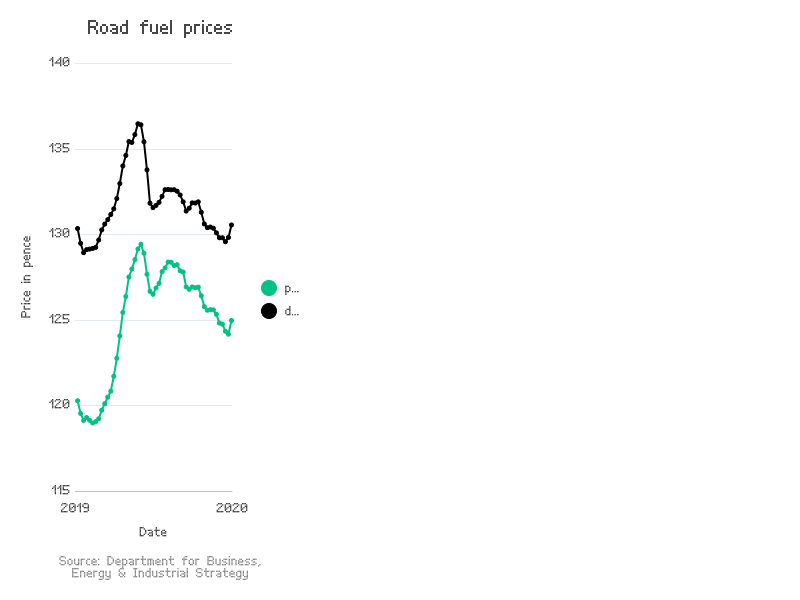 Road fuel prices
140
135
130
125
120
115
Price in pence
2019
2020
Date
p...
d...
Source: Department for Business,
Energy & Industrial Strategy